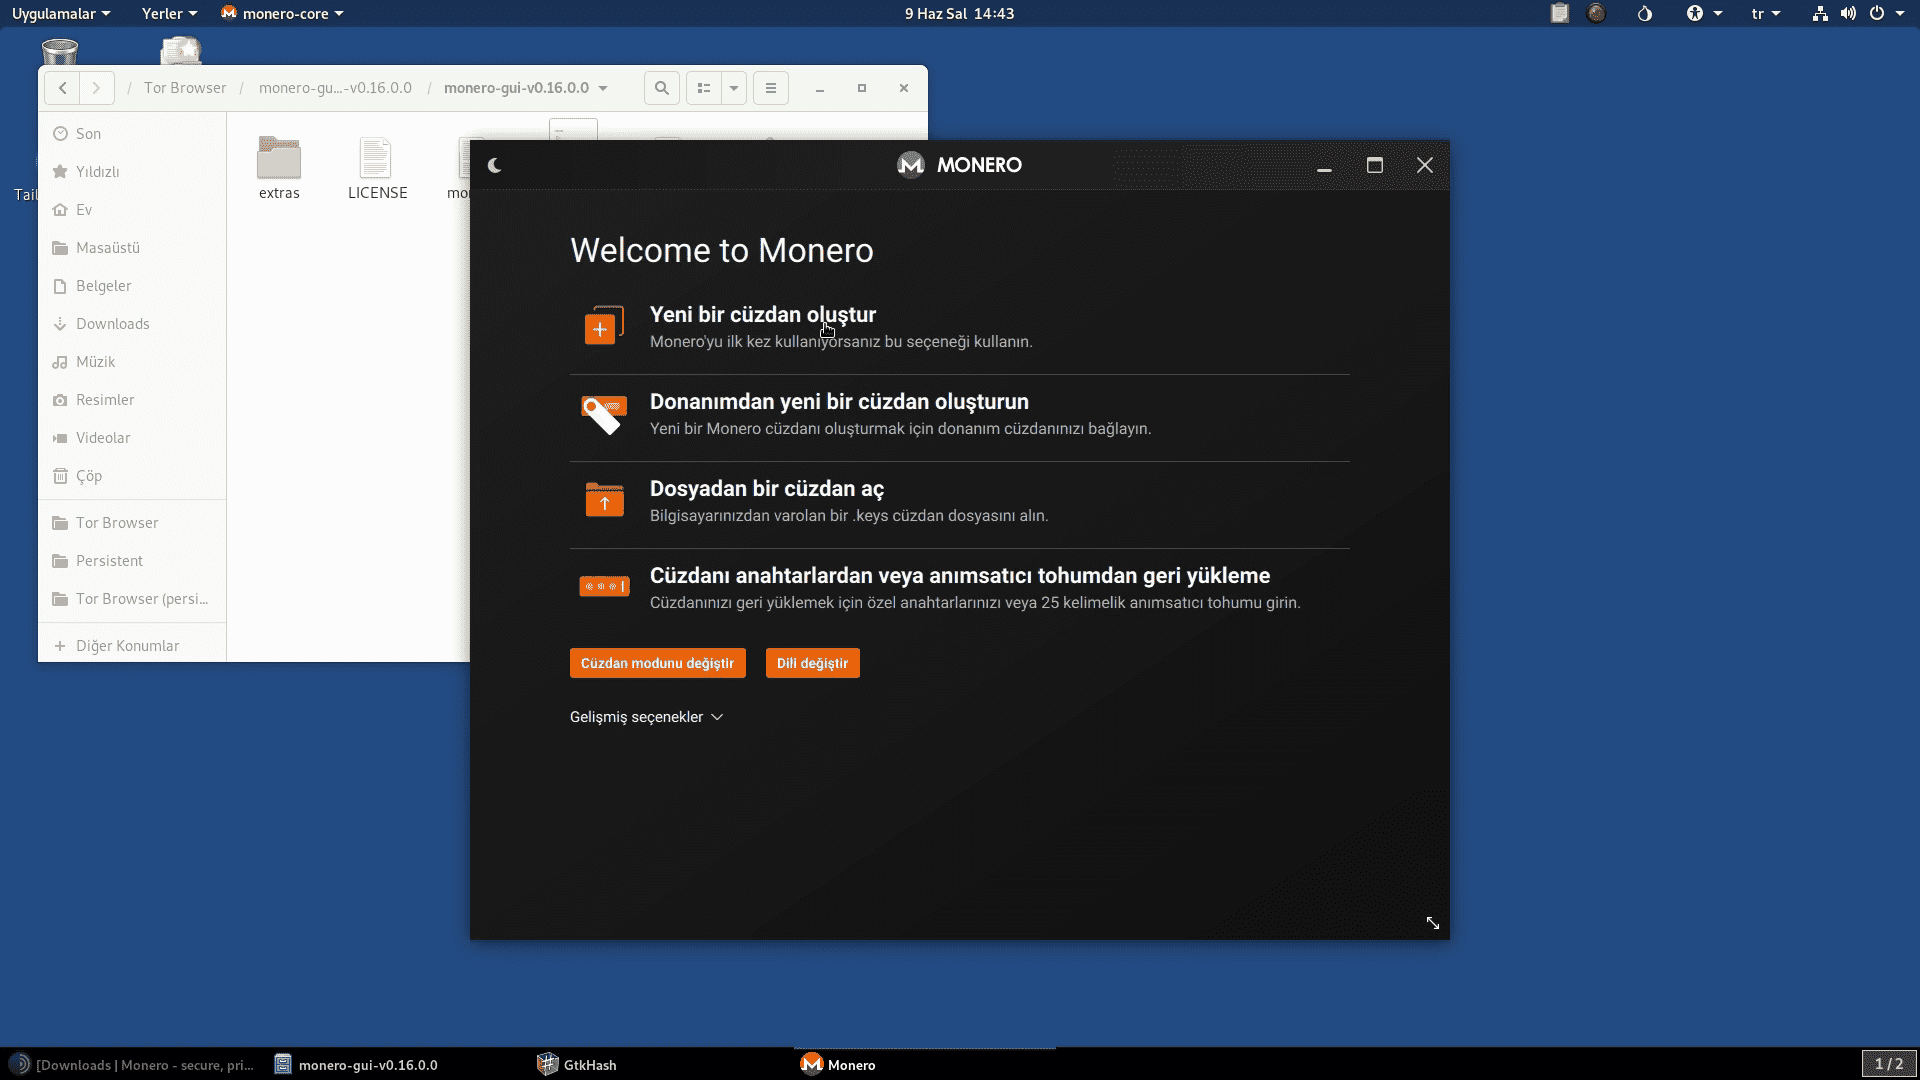 Uygulamalar
Yerler
monero-core
9 Haz Sal 14:43
tr
/ Tor Browser / monero-gu...-v0.16.0.0 / monero-gui-v0.16.0.0
Son
Yıldızlı
Ev
Masaüstü
Belgeler
Downloads
Müzik
Resimler
Videolar
Çöp
Tor Browser
Persistent
Tor Browser (persi...
Diğer Konumlar
extras
LICENSE
MONERO
Welcome to Monero
Yeni bir cüzdan oluştur
Monero'yu ilk kez kullanıyorsanız bu seçeneği kullanın.
Donanımdan yeni bir cüzdan oluşturun
Yeni bir Monero cüzdanı oluşturmak için donanım cüzdanınızı bağlayın.
Dosyadan bir cüzdan aç
Bilgisayarınızdan varolan bir .keys cüzdan dosyasını alın.
Cüzdanı anahtarlardan veya anımsatıcı tohumdan geri yükleme
Cüzdanınızı geri yüklemek için özel anahtarlarınızı veya 25 kelimelik anımsatıcı tohumu girin.
Cüzdan modunu değiştir
Dili değiştir
Gelişmiş seçenekler
[Downloads | Monero - secure, pri...
monero-gui-v0.16.0.0
GtkHash
Monero
1 / 2